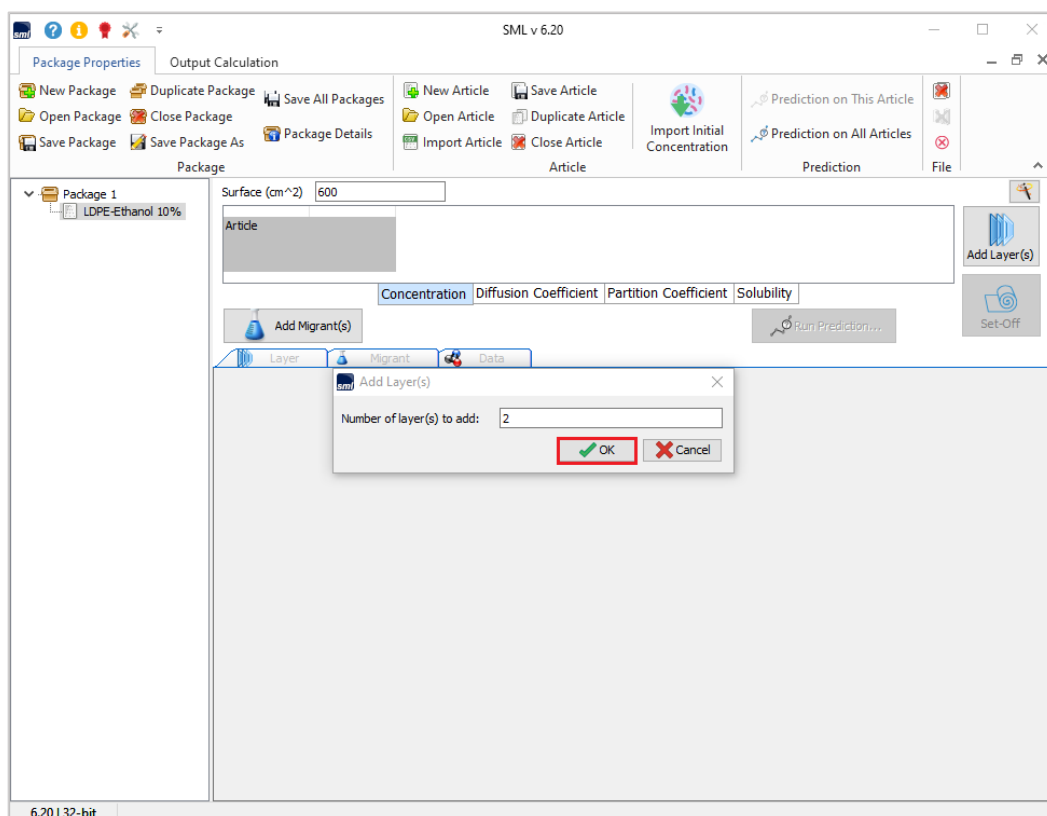 sml SML v 6.20
Package Properties Output Calculation
New Package Duplicate Package Save All Packages New Article Save Article Import Initial Concentration Prediction on This Article
Open Package Close Package Open Article Duplicate Article
Save Package Save Package As Package Details Import Article Close Article Prediction on All Articles
Package Article Prediction File
Package 1 Surface (cm^2) 600
LDPE-Ethanol 10% Article
Add Layer(s)
Concentration Diffusion Coefficient Partition Coefficient Solubility
Add Migrant(s) Run Prediction... Set-Off
Layer Migrant Data
sml Add Layer(s)
Number of layer(s) to add: 2
OK Cancel
6.20 | 32-bit